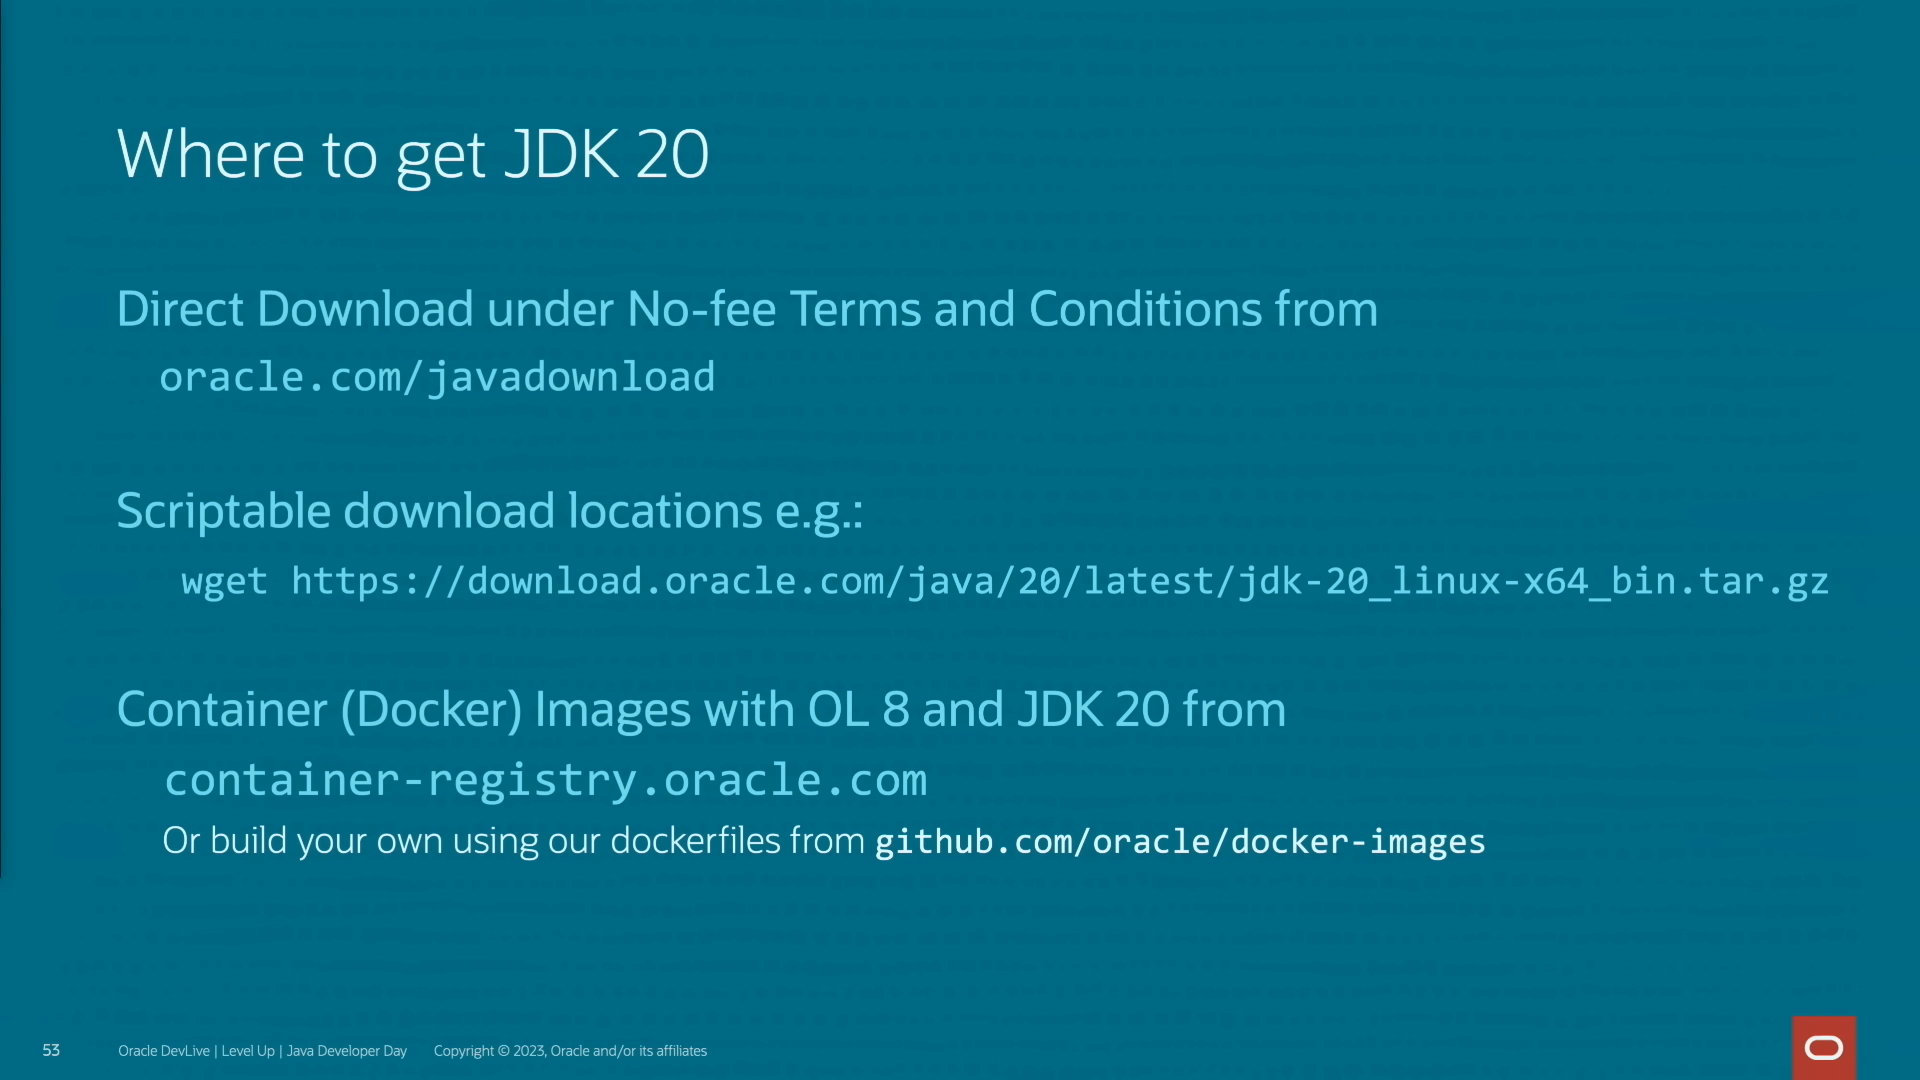 Where to get JDK 20
Direct Download under No-fee Terms and Conditions from
oracle.com/javadownload
Scriptable download locations e.g.:
wget https://download.oracle.com/java/20/latest/jdk-20_linux-x64_bin.tar.gz
Container (Docker) Images with OL 8 and JDK 20 from
container-registry.oracle.com
Or build your own using our dockerfiles from github.com/oracle/docker-images
53 Oracle DevLive | Level Up | Java Developer Day Copyright © 2023, Oracle and/or its affiliates